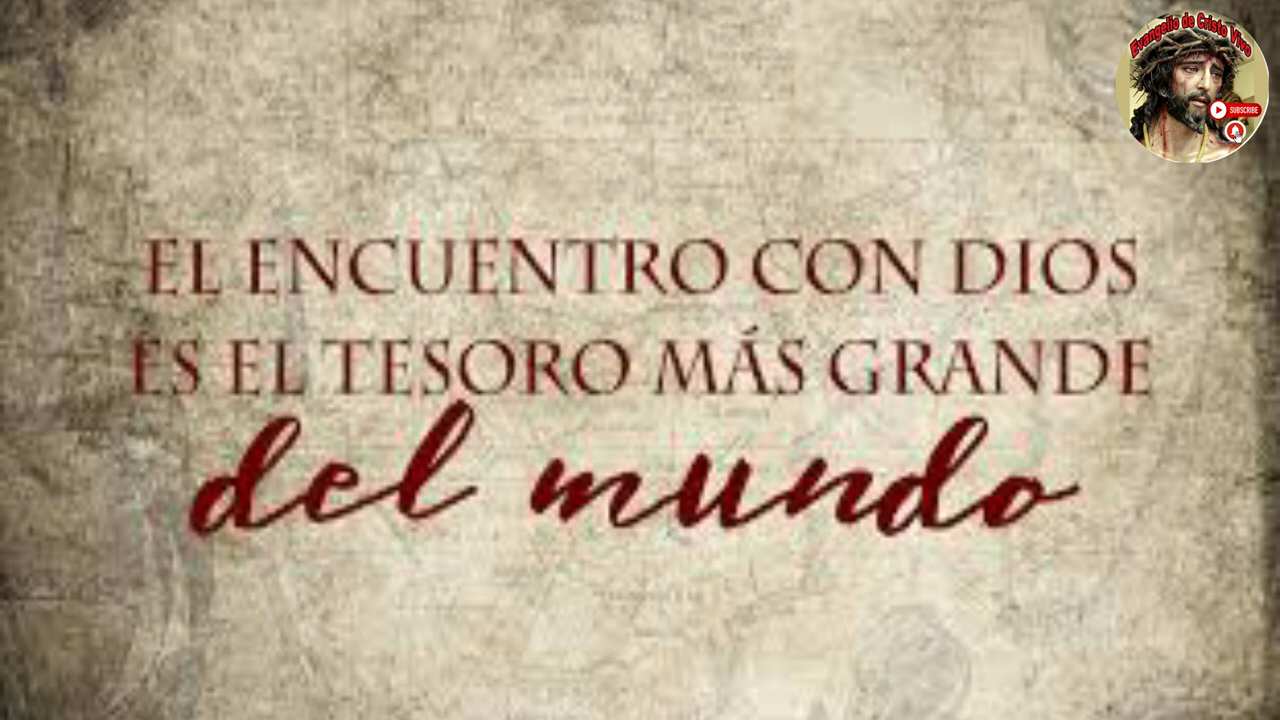 Evangelio de Cristo Vivo
SUBSCRIBE
EL ENCUENTRO CON DIOS
ES EL TESORO MÁS GRANDE
del mundo